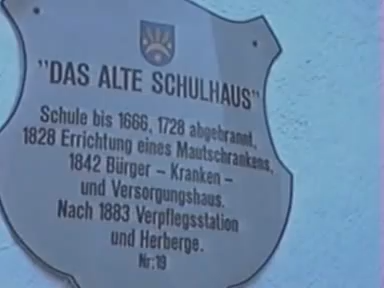 "DAS ALTE SCHULHAUS"
Schule bis 1666, 1728 abgebrannt,
1828 Errichtung eines Mautschrankens,
1842 Bürger - Kranken -
und Versorgungshaus.
Nach 1883 Verpflegsstation
und Herberge.
Nr: 19